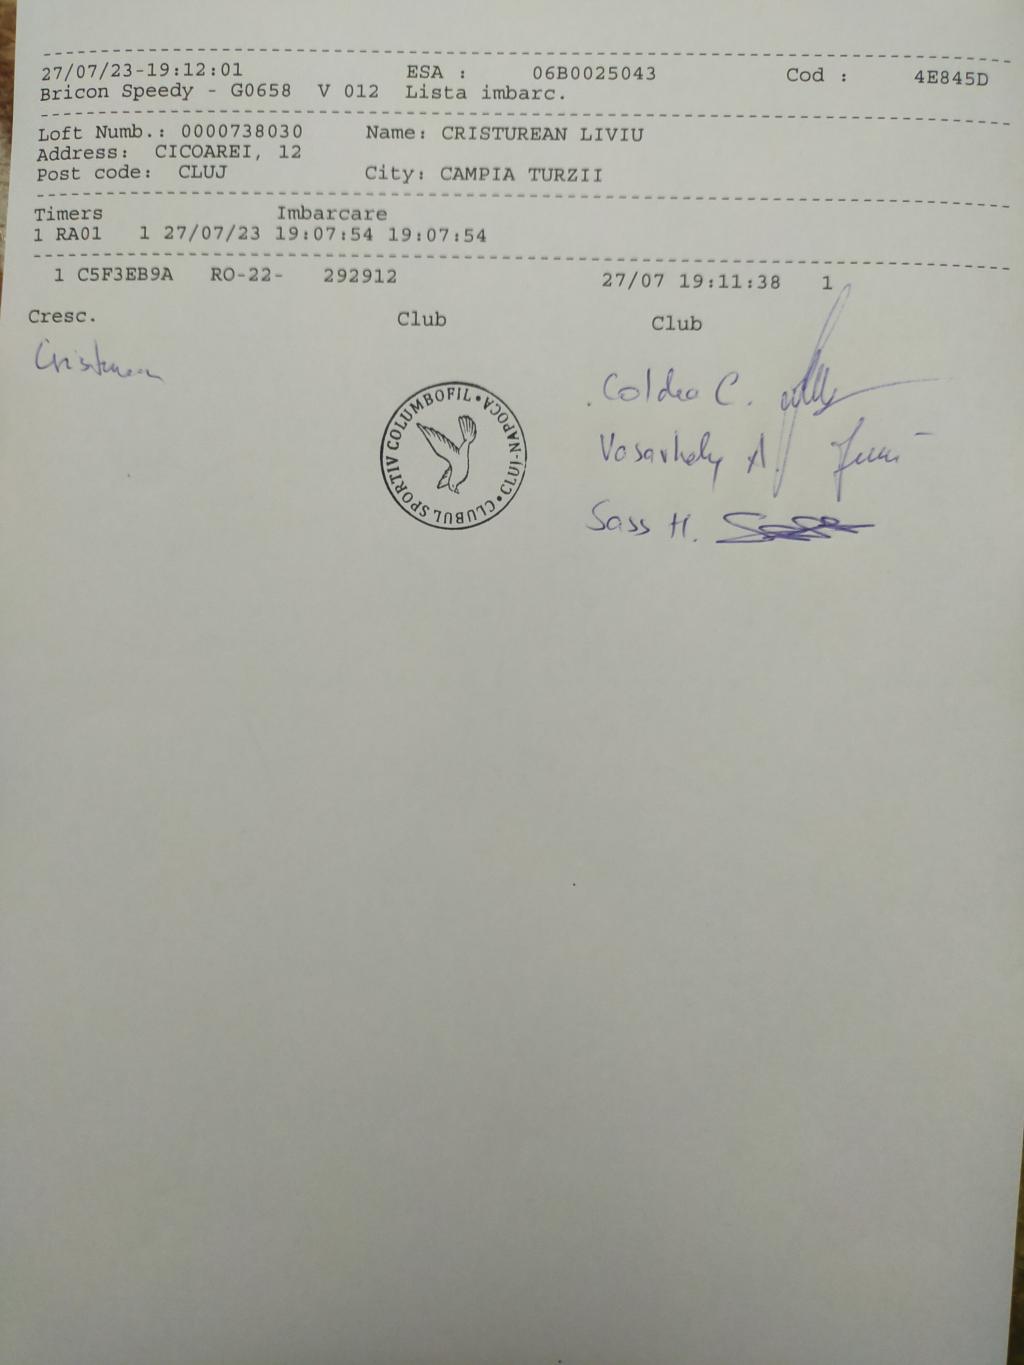 27/07/23-19:12:01 ESA : 06B0025043 Cod : 4E845D
Bricon Speedy - G0658 V 012 Lista imbarc.
Loft Numb.: 0000738030 Name: CRISTUREAN LIVIU
Address: CICOAREI, 12
Post code: CLUJ City: CAMPIA TURZII
Timers Imbarcare
1 RA01 1 27/07/23 19:07:54 19:07:54
1 C5F3EB9A RO-22- 292912 27/07 19:11:38 1
Cresc. Club Club
Cristurean
CLUBUL SPORTIV COLUMBOFIL • CLUJ-NAPOCA •
Coldea C.
Vasarhely A.
Sass H.